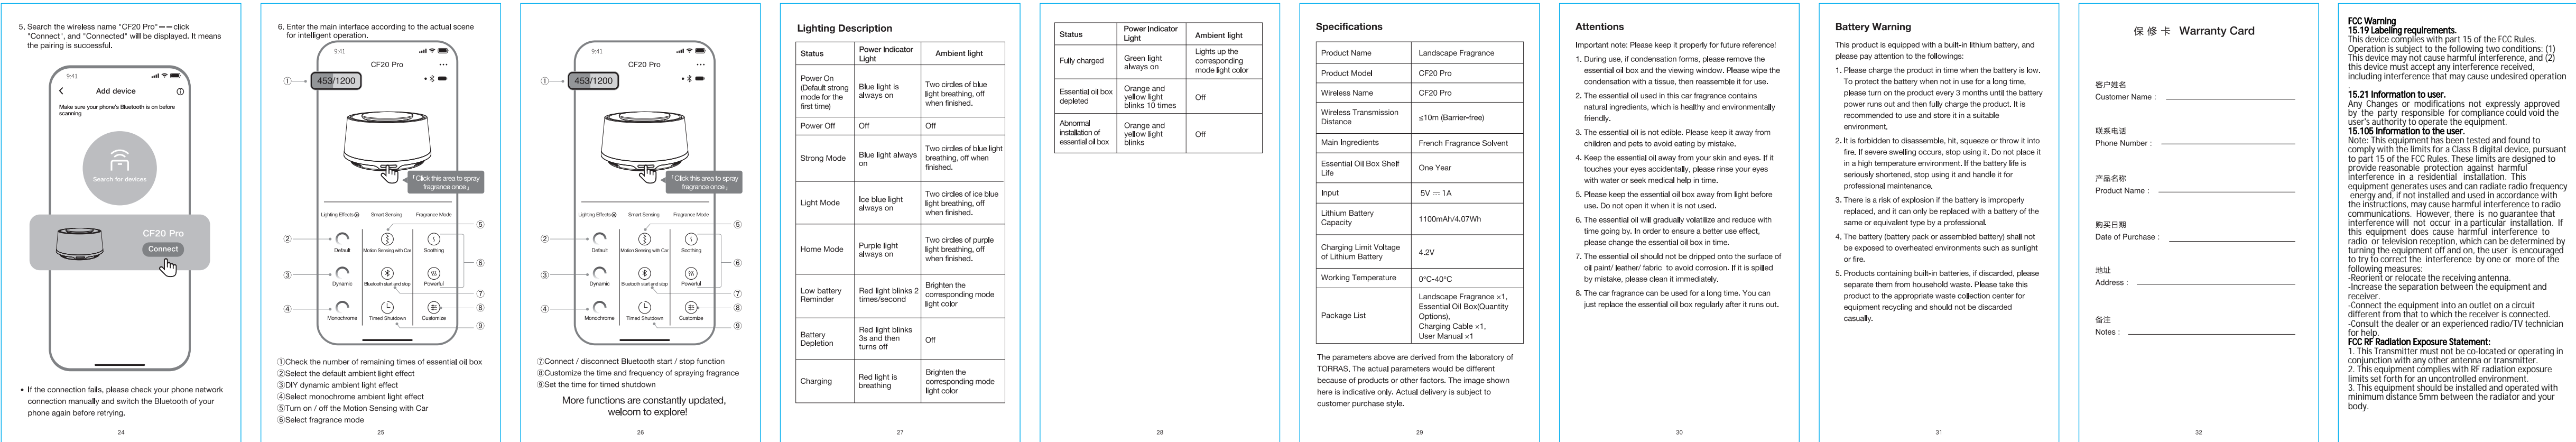 5. Search the wireless name "CF20 Pro"——click
"Connect", and "Connected" will be displayed. It means
the pairing is successful.
9:41
Add device
Make sure your phone's Bluetooth is on before
scanning
Search for devices
CF20 Pro
Connect
• If the connection fails, please check your phone network
connection manually and switch the Bluetooth of your
phone again before retrying.
24
6. Enter the main interface according to the actual scene
for intelligent operation.
9:41
CF20 Pro
①
453/1200
「Click this area to spray
fragrance once」
Lighting Effects Smart Sensing Fragrance Mode
⑤
②
Default Motion Sensing with Car Soothing
⑥
③
Dynamic Bluetooth start and stop Powerful
⑦
④
⑧
Monochrome Timed Shutdown Customize
⑨
①Check the number of remaining times of essential oil box
②Select the default ambient light effect
③DIY dynamic ambient light effect
④Select monochrome ambient light effect
⑤Turn on / off the Motion Sensing with Car
⑥Select fragrance mode
25
9:41
CF20 Pro
①
453/1200
「Click this area to spray
fragrance once」
Lighting Effects Smart Sensing Fragrance Mode
⑤
②
Default Motion Sensing with Car Soothing
⑥
③
Dynamic Bluetooth start and stop Powerful
⑦
④
⑧
Monochrome Timed Shutdown Customize
⑨
⑦Connect / disconnect Bluetooth start / stop function
⑧Customize the time and frequency of spraying fragrance
⑨Set the time for timed shutdown
More functions are constantly updated,
welcom to explore!
26
Lighting Description
Status
Power Indicator
Light
Ambient light
Power On
(Default strong
mode for the
first time)
Blue light is
always on
Two circles of blue
light breathing, off
when finished.
Power Off
Off
Off
Strong Mode
Blue light always
on
Two circles of blue light
breathing, off when
finished.
Light Mode
Ice blue light
always on
Two circles of ice blue
light breathing, off
when finished.
Home Mode
Purple light
always on
Two circles of purple
light breathing, off
when finished.
Low battery
Reminder
Red light blinks 2
times/second
Brighten the
corresponding mode
light color
Battery
Depletion
Red light blinks
3s and then
turns off
Off
Charging
Red light is
breathing
Brighten the
corresponding mode
light color
27
Status
Power Indicator
Light
Ambient light
Fully charged
Green light
always on
Lights up the
corresponding
mode light color
Essential oil box
depleted
Orange and
yellow light
blinks 10 times
Off
Abnormal
installation of
essential oil box
Orange and
yellow light
blinks
Off
28
Specifications
Product Name
Landscape Fragrance
Product Model
CF20 Pro
Wireless Name
CF20 Pro
Wireless Transmission
Distance
≤10m (Barrier-free)
Main Ingredients
French Fragrance Solvent
Essential Oil Box Shelf
Life
One Year
Input
5V ⎓ 1A
Lithium Battery
Capacity
1100mAh/4.07Wh
Charging Limit Voltage
of Lithium Battery
4.2V
Working Temperature
0°C-40°C
Package List
Landscape Fragrance ×1,
Essential Oil Box(Quantity
Options),
Charging Cable ×1,
User Manual ×1
The parameters above are derived from the laboratory of
TORRAS. The actual parameters would be different
because of products or other factors. The image shown
here is indicative only. Actual delivery is subject to
customer purchase style.
29
Attentions
Important note: Please keep it properly for future reference!
1. During use, if condensation forms, please remove the
essential oil box and the viewing window. Please wipe the
condensation with a tissue, then reassemble it for use.
2. The essential oil used in this car fragrance contains
natural ingredients, which is healthy and environmentally
friendly.
3. The essential oil is not edible. Please keep it away from
children and pets to avoid eating by mistake.
4. Keep the essential oil away from your skin and eyes. If it
touches your eyes accidentally, please rinse your eyes
with water or seek medical help in time.
5. Please keep the essential oil box away from light before
use. Do not open it when it is not used.
6. The essential oil will gradually volatilize and reduce with
time going by. In order to ensure a better use effect,
please change the essential oil box in time.
7. The essential oil should not be dripped onto the surface of
oil paint/ leather/ fabric to avoid corrosion. If it is spilled
by mistake, please clean it immediately.
8. The car fragrance can be used for a long time. You can
just replace the essential oil box regularly after it runs out.
30
Battery Warning
This product is equipped with a built-in lithium battery, and
please pay attention to the followings:
1. Please charge the product in time when the battery is low.
To protect the battery when not in use for a long time,
please turn on the product every 3 months until the battery
power runs out and then fully charge the product. It is
recommended to use and store it in a suitable
environment.
2. It is forbidden to disassemble, hit, squeeze or throw it into
fire. If severe swelling occurs, stop using it. Do not place it
in a high temperature environment. If the battery life is
seriously shortened, stop using it and handle it for
professional maintenance.
3. There is a risk of explosion if the battery is improperly
replaced, and it can only be replaced with a battery of the
same or equivalent type by a professional.
4. The battery (battery pack or assembled battery) shall not
be exposed to overheated environments such as sunlight
or fire.
5. Products containing built-in batteries, if discarded, please
separate them from household waste. Please take this
product to the appropriate waste collection center for
equipment recycling and should not be discarded
casually.
31
保修卡 Warranty Card
客户姓名
Customer Name :
联系电话
Phone Number :
产品名称
Product Name :
购买日期
Date of Purchase :
地址
Address :
备注
Notes :
32
FCC Warning
15.19 Labeling requirements.
This device complies with part 15 of the FCC Rules.
Operation is subject to the following two conditions: (1)
This device may not cause harmful interference, and (2)
this device must accept any interference received,
including interference that may cause undesired operation
.
15.21 Information to user.
Any Changes or modifications not expressly approved
by the party responsible for compliance could void the
user's authority to operate the equipment.
15.105 Information to the user.
Note: This equipment has been tested and found to
comply with the limits for a Class B digital device, pursuant
to part 15 of the FCC Rules. These limits are designed to
provide reasonable protection against harmful
interference in a residential installation. This
equipment generates uses and can radiate radio frequency
energy and, if not installed and used in accordance with
the instructions, may cause harmful interference to radio
communications. However, there is no guarantee that
interference will not occur in a particular installation. If
this equipment does cause harmful interference to
radio or television reception, which can be determined by
turning the equipment off and on, the user is encouraged
to try to correct the interference by one or more of the
following measures:
-Reorient or relocate the receiving antenna.
-Increase the separation between the equipment and
receiver.
-Connect the equipment into an outlet on a circuit
different from that to which the receiver is connected.
-Consult the dealer or an experienced radio/TV technician
for help.
FCC RF Radiation Exposure Statement:
1. This Transmitter must not be co-located or operating in
conjunction with any other antenna or transmitter.
2. This equipment complies with RF radiation exposure
limits set forth for an uncontrolled environment.
3. This equipment should be installed and operated with
minimum distance 5mm between the radiator and your
body.